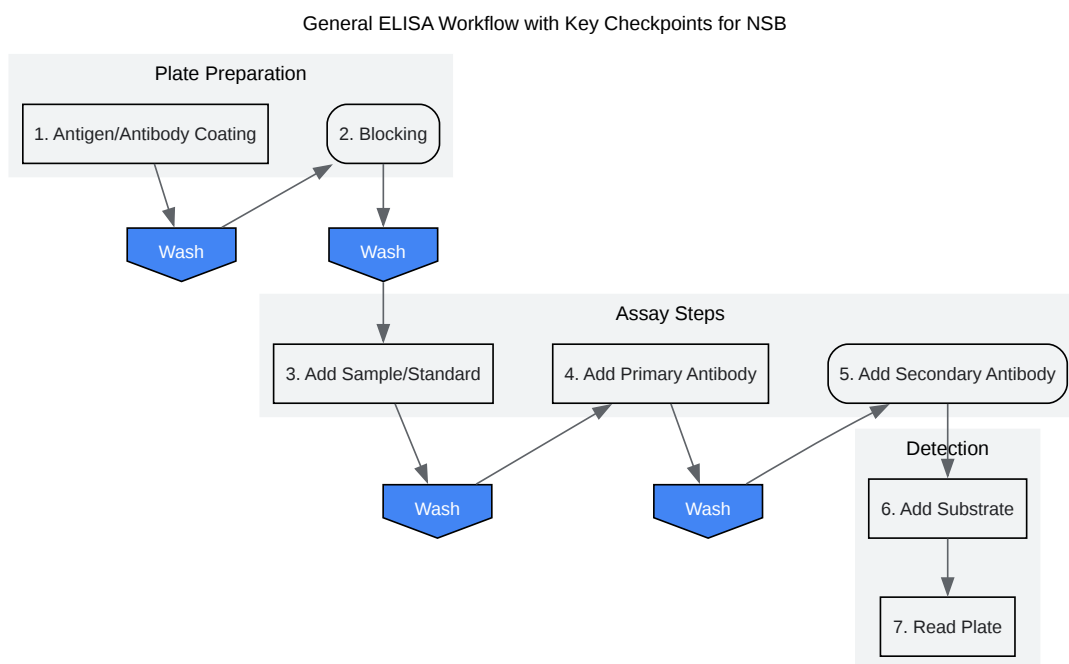 General ELISA Workflow with Key Checkpoints for NSB
Plate Preparation
1. Antigen/Antibody Coating
2. Blocking
Wash
Wash
Assay Steps
3. Add Sample/Standard
4. Add Primary Antibody
5. Add Secondary Antibody
Wash
Wash
Detection
6. Add Substrate
7. Read Plate